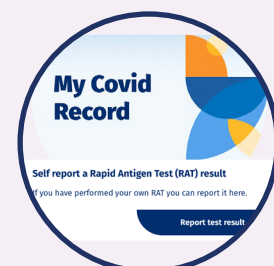 My Covid
Record
Self report a Rapid Antigen Test (RAT) result
If you have performed your own RAT you can report it here.
Report test result